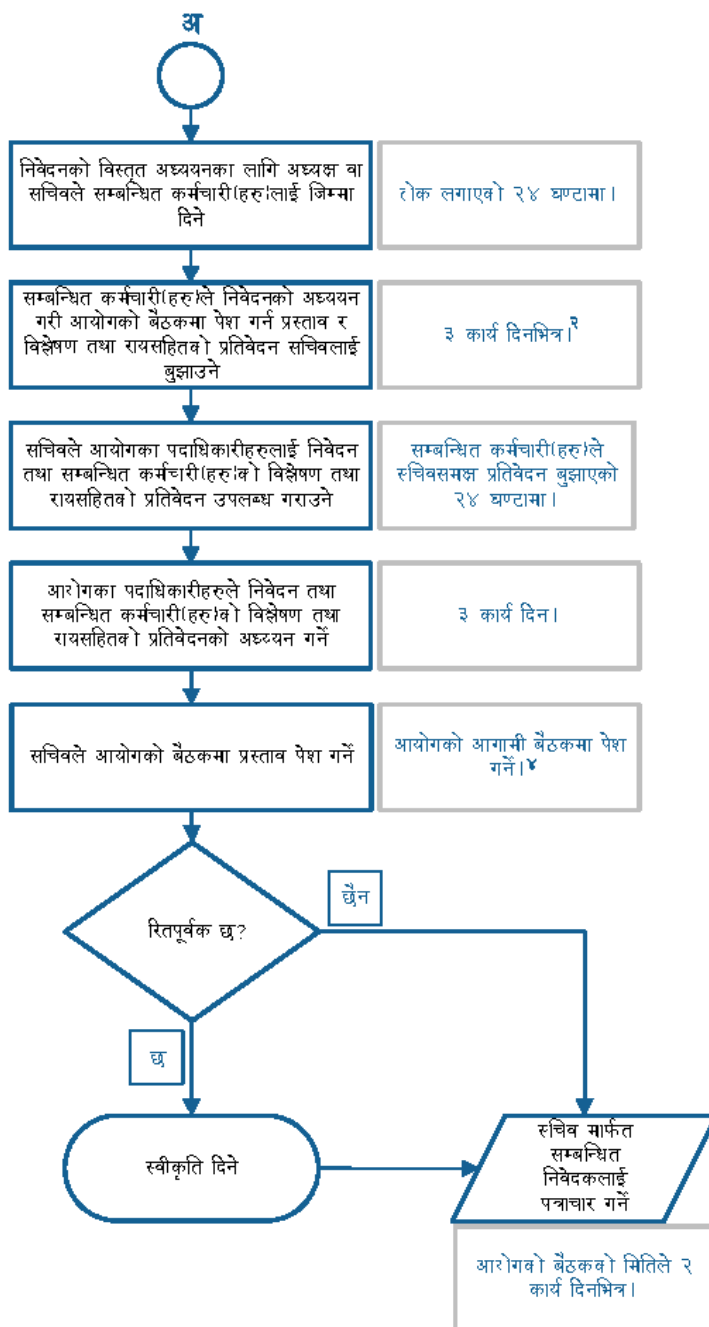 अ
निवेदनको विस्तृत अध्ययनका लागि अध्यक्ष वा
सचिवले सम्बन्धित कर्मचारी(हरु)लाई जिम्मा
दिने
तोक लगाएको २४ घण्टामा।
सम्बन्धित कर्मचारी(हरु)ले निवेदनको अध्ययन
गरी आयोगको बैठकमा पेश गर्न प्रस्ताव र
विश्लेषण तथा रायसहितको प्रतिवेदन सचिवलाई
बुझाउने
३ कार्य दिनभित्र।२
सचिवले आयोगका पदाधिकारीहरुलाई निवेदन
तथा सम्बन्धित कर्मचारी(हरु)को विश्लेषण तथा
रायसहितको प्रतिवेदन उपलब्ध गराउने
सम्बन्धित कर्मचारी(हरु)ले
सचिवसमक्ष प्रतिवेदन बुझाएको
२४ घण्टामा।
आयोगका पदाधिकारीहरुले निवेदन तथा
सम्बन्धित कर्मचारी(हरु)को विश्लेषण तथा
रायसहितको प्रतिवेदनको अध्ययन गर्ने
३ कार्य दिन।
सचिवले आयोगको बैठकमा प्रस्ताव पेश गर्ने
आयोगको आगामी बैठकमा पेश
गर्ने।४
रितपूर्वक छ?
छैन
छ
स्वीकृति दिने
सचिव मार्फत
सम्बन्धित
निवेदकलाई
पत्राचार गर्ने
आयोगको बैठकको मितिले २
कार्य दिनभित्र।